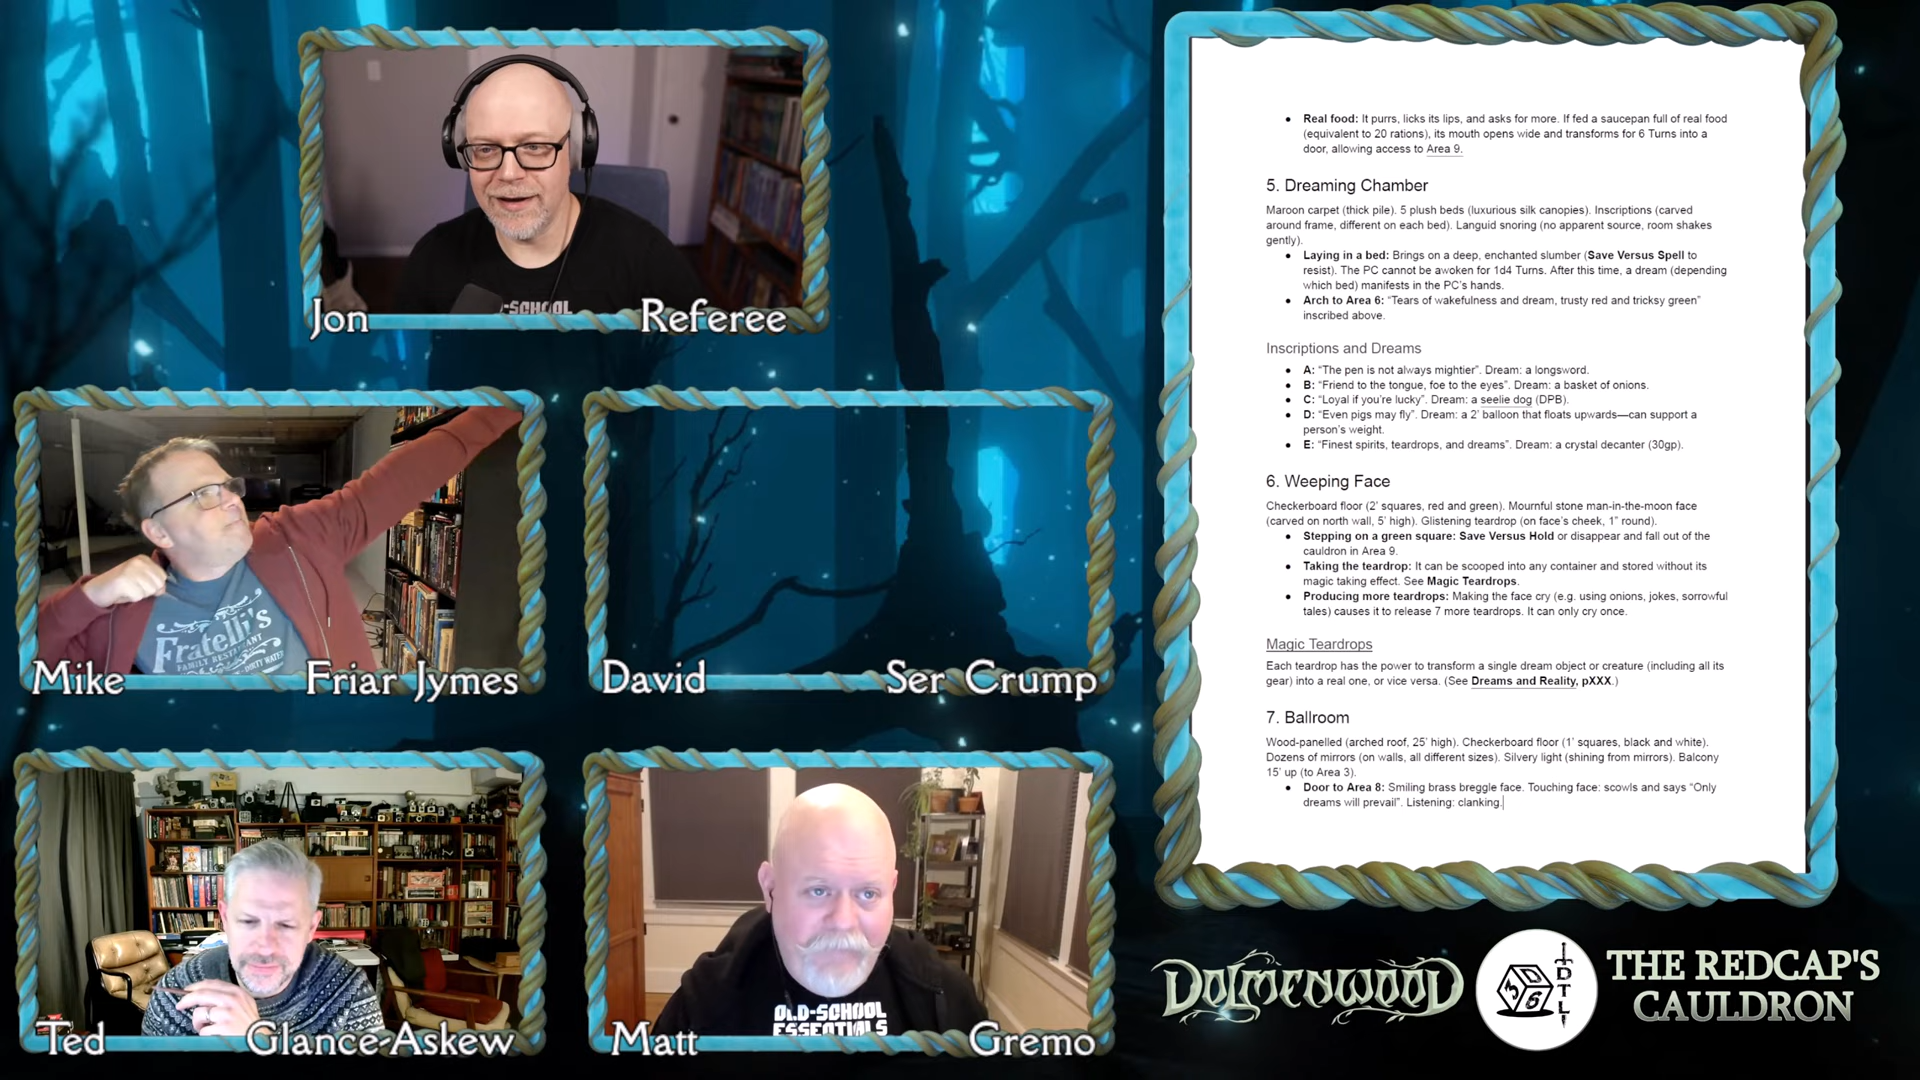 Jon Referee
OLD-SCHOOL
Mike Friar Jymes
Fratelli's
FAMILY RESTAURANT
DIRTY WATER
David Ser Crump
Ted Glance-Askew
Matt Gremo
OLD-SCHOOL
ESSENTIALS
• Real food: It purrs, licks its lips, and asks for more. If fed a saucepan full of real food
(equivalent to 20 rations), its mouth opens wide and transforms for 6 Turns into a
door, allowing access to Area 9.
5. Dreaming Chamber
Maroon carpet (thick pile). 5 plush beds (luxurious silk canopies). Inscriptions (carved
around frame, different on each bed). Languid snoring (no apparent source, room shakes
gently).
• Laying in a bed: Brings on a deep, enchanted slumber (Save Versus Spell to
resist). The PC cannot be awoken for 1d4 Turns. After this time, a dream (depending
which bed) manifests in the PC's hands.
• Arch to Area 6: “Tears of wakefulness and dream, trusty red and tricksy green”
inscribed above.
Inscriptions and Dreams
• A: “The pen is not always mightier”. Dream: a longsword.
• B: “Friend to the tongue, foe to the eyes”. Dream: a basket of onions.
• C: “Loyal if you're lucky”. Dream: a seelie dog (DPB).
• D: “Even pigs may fly”. Dream: a 2' balloon that floats upwards—can support a
person's weight.
• E: “Finest spirits, teardrops, and dreams”. Dream: a crystal decanter (30gp).
6. Weeping Face
Checkerboard floor (2' squares, red and green). Mournful stone man-in-the-moon face
(carved on north wall, 5' high). Glistening teardrop (on face's cheek, 1" round).
• Stepping on a green square: Save Versus Hold or disappear and fall out of the
cauldron in Area 9.
• Taking the teardrop: It can be scooped into any container and stored without its
magic taking effect. See Magic Teardrops.
• Producing more teardrops: Making the face cry (e.g. using onions, jokes, sorrowful
tales) causes it to release 7 more teardrops. It can only cry once.
Magic Teardrops
Each teardrop has the power to transform a single dream object or creature (including all its
gear) into a real one, or vice versa. (See Dreams and Reality, pXXX.)
7. Ballroom
Wood-panelled (arched roof, 25' high). Checkerboard floor (1' squares, black and white).
Dozens of mirrors (on walls, all different sizes). Silvery light (shining from mirrors). Balcony
15' up (to Area 3).
• Door to Area 8: Smiling brass breggle face. Touching face: scowls and says “Only
dreams will prevail”. Listening: clanking.
DOLMENWOOD
3D6
DTL
THE REDCAP'S
CAULDRON